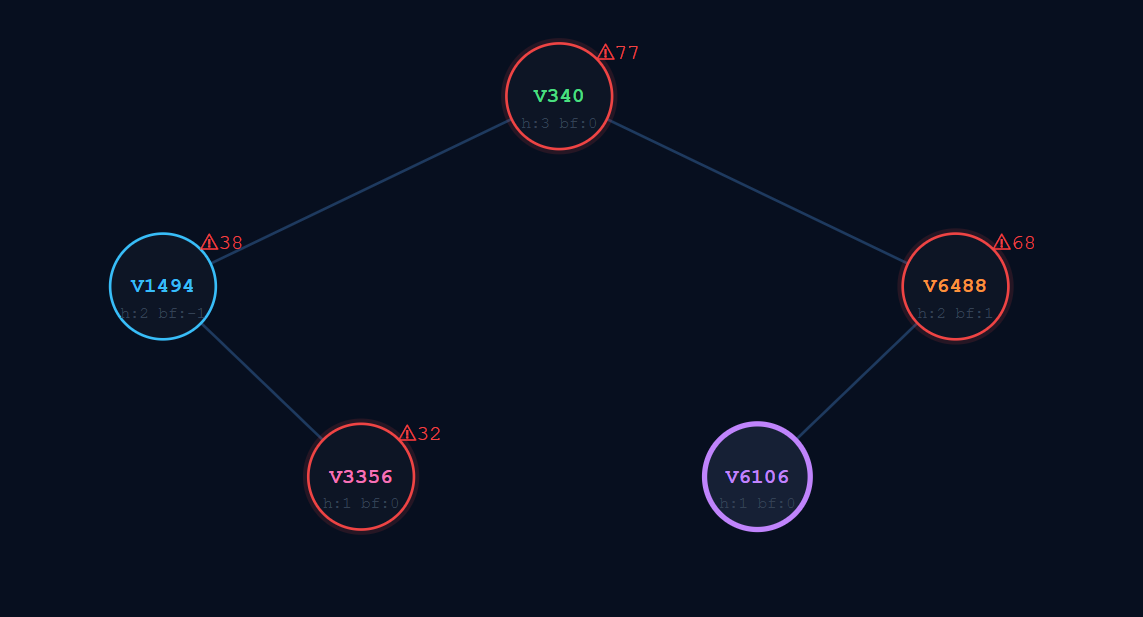 ⚠77
V340
h:3 bf:0
⚠38
V1494
h:2 bf:-1
⚠68
V6488
h:2 bf:1
⚠32
V3356
h:1 bf:0
V6106
h:1 bf:0